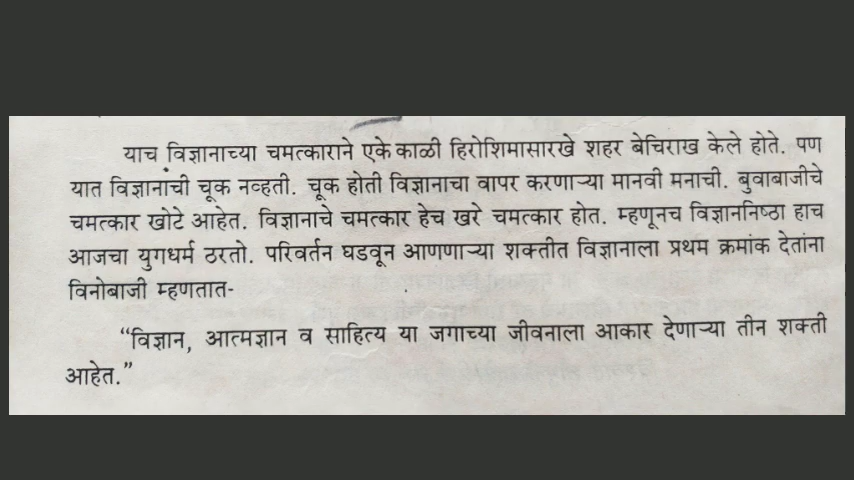 याच विज्ञानाच्या चमत्काराने एके काळी हिरोशिमासारखे शहर बेचिराख केले होते. पण
यात विज्ञानांची चूक नव्हती. चूक होती विज्ञानाचा वापर करणाऱ्या मानवी मनाची. बुवाबाजीचे
चमत्कार खोटे आहेत. विज्ञानाचे चमत्कार हेच खरे चमत्कार होत. म्हणूनच विज्ञाननिष्ठा हाच
आजचा युगधर्म ठरतो. परिवर्तन घडवून आणणाऱ्या शक्तीत विज्ञानाला प्रथम क्रमांक देतांना
विनोबाजी म्हणतात-
“विज्ञान, आत्मज्ञान व साहित्य या जगाच्या जीवनाला आकार देणाऱ्या तीन शक्ती
आहेत.”